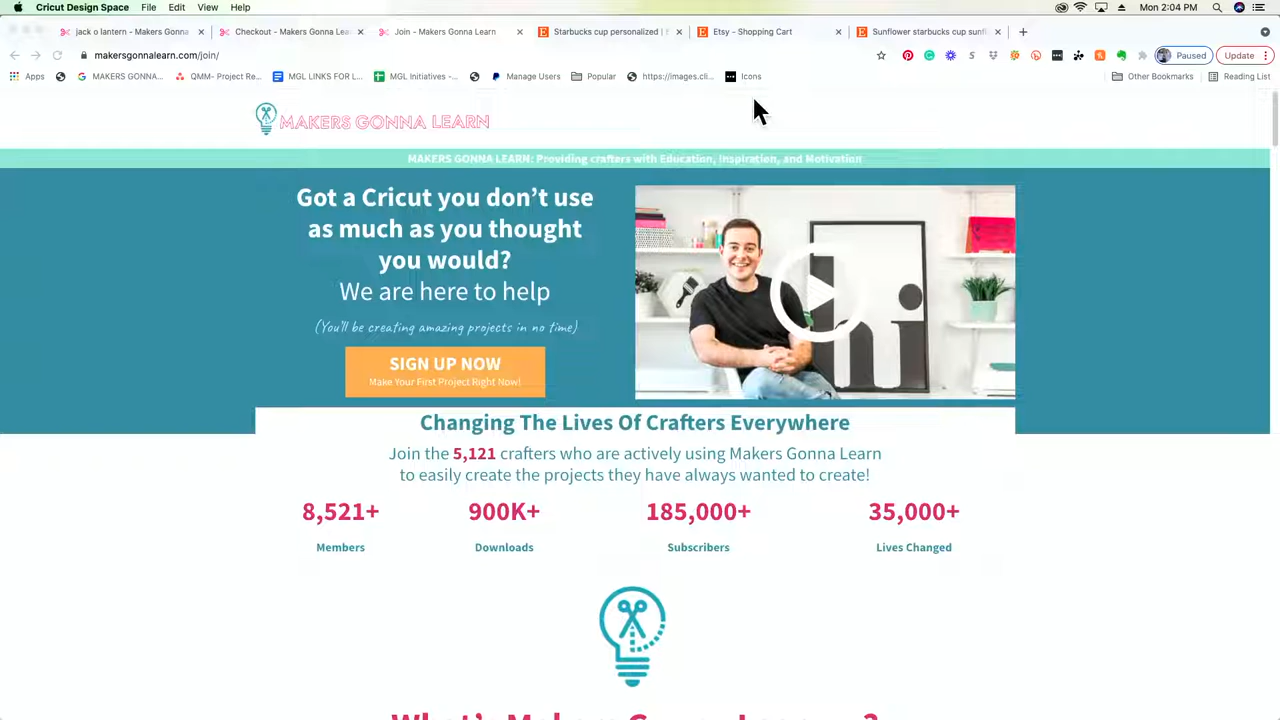 Cricut Design Space File Edit View Help Mon 2:04 PM
jack o lantern - Makers Gonna Checkout - Makers Gonna Lea Join - Makers Gonna Learn Starbucks cup personalized | E Etsy - Shopping Cart Sunflower starbucks cup sunfl
makersgonnalearn.com/join/ Paused Update
Apps MAKERS GONNA... QMM- Project Re... MGL LINKS FOR L... MGL Initiatives -... Manage Users Popular https://images.cli... Icons Other Bookmarks Reading List
MAKERS GONNA LEARN
MAKERS GONNA LEARN: Providing crafters with Education, Inspiration, and Motivation
Got a Cricut you don't use
as much as you thought
you would?
We are here to help
(You'll be creating amazing projects in no time)
SIGN UP NOW
Make Your First Project Right Now!
hi
Changing The Lives Of Crafters Everywhere
Join the 5,121 crafters who are actively using Makers Gonna Learn
to easily create the projects they have always wanted to create!
8,521+ 900K+ 185,000+ 35,000+
Members Downloads Subscribers Lives Changed
What's Makers Gonna Learn?